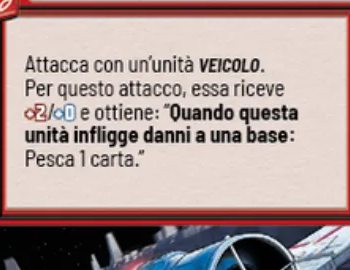 Attacca con un'unità VEICOLO.
Per questo attacco, essa riceve
+2/+0 e ottiene: "Quando questa
unità infligge danni a una base:
Pesca 1 carta."